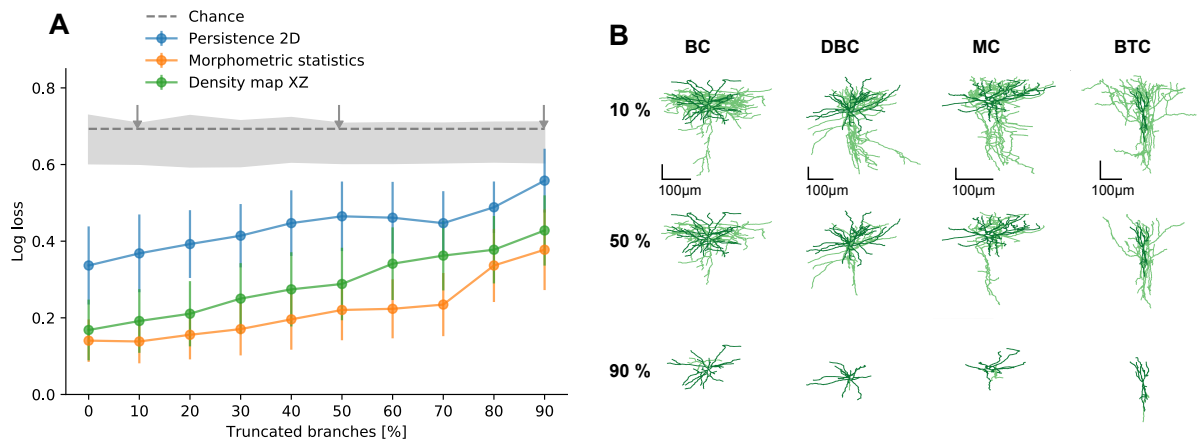 A
Chance
Persistence 2D
Morphometric statistics
Density map XZ
Log loss
0.8
0.6
0.4
0.2
0.0
0 10 20 30 40 50 60 70 80 90
Truncated branches [%]
B
BC DBC MC BTC
10 %
100μm 100μm 100μm 100μm
50 %
90 %